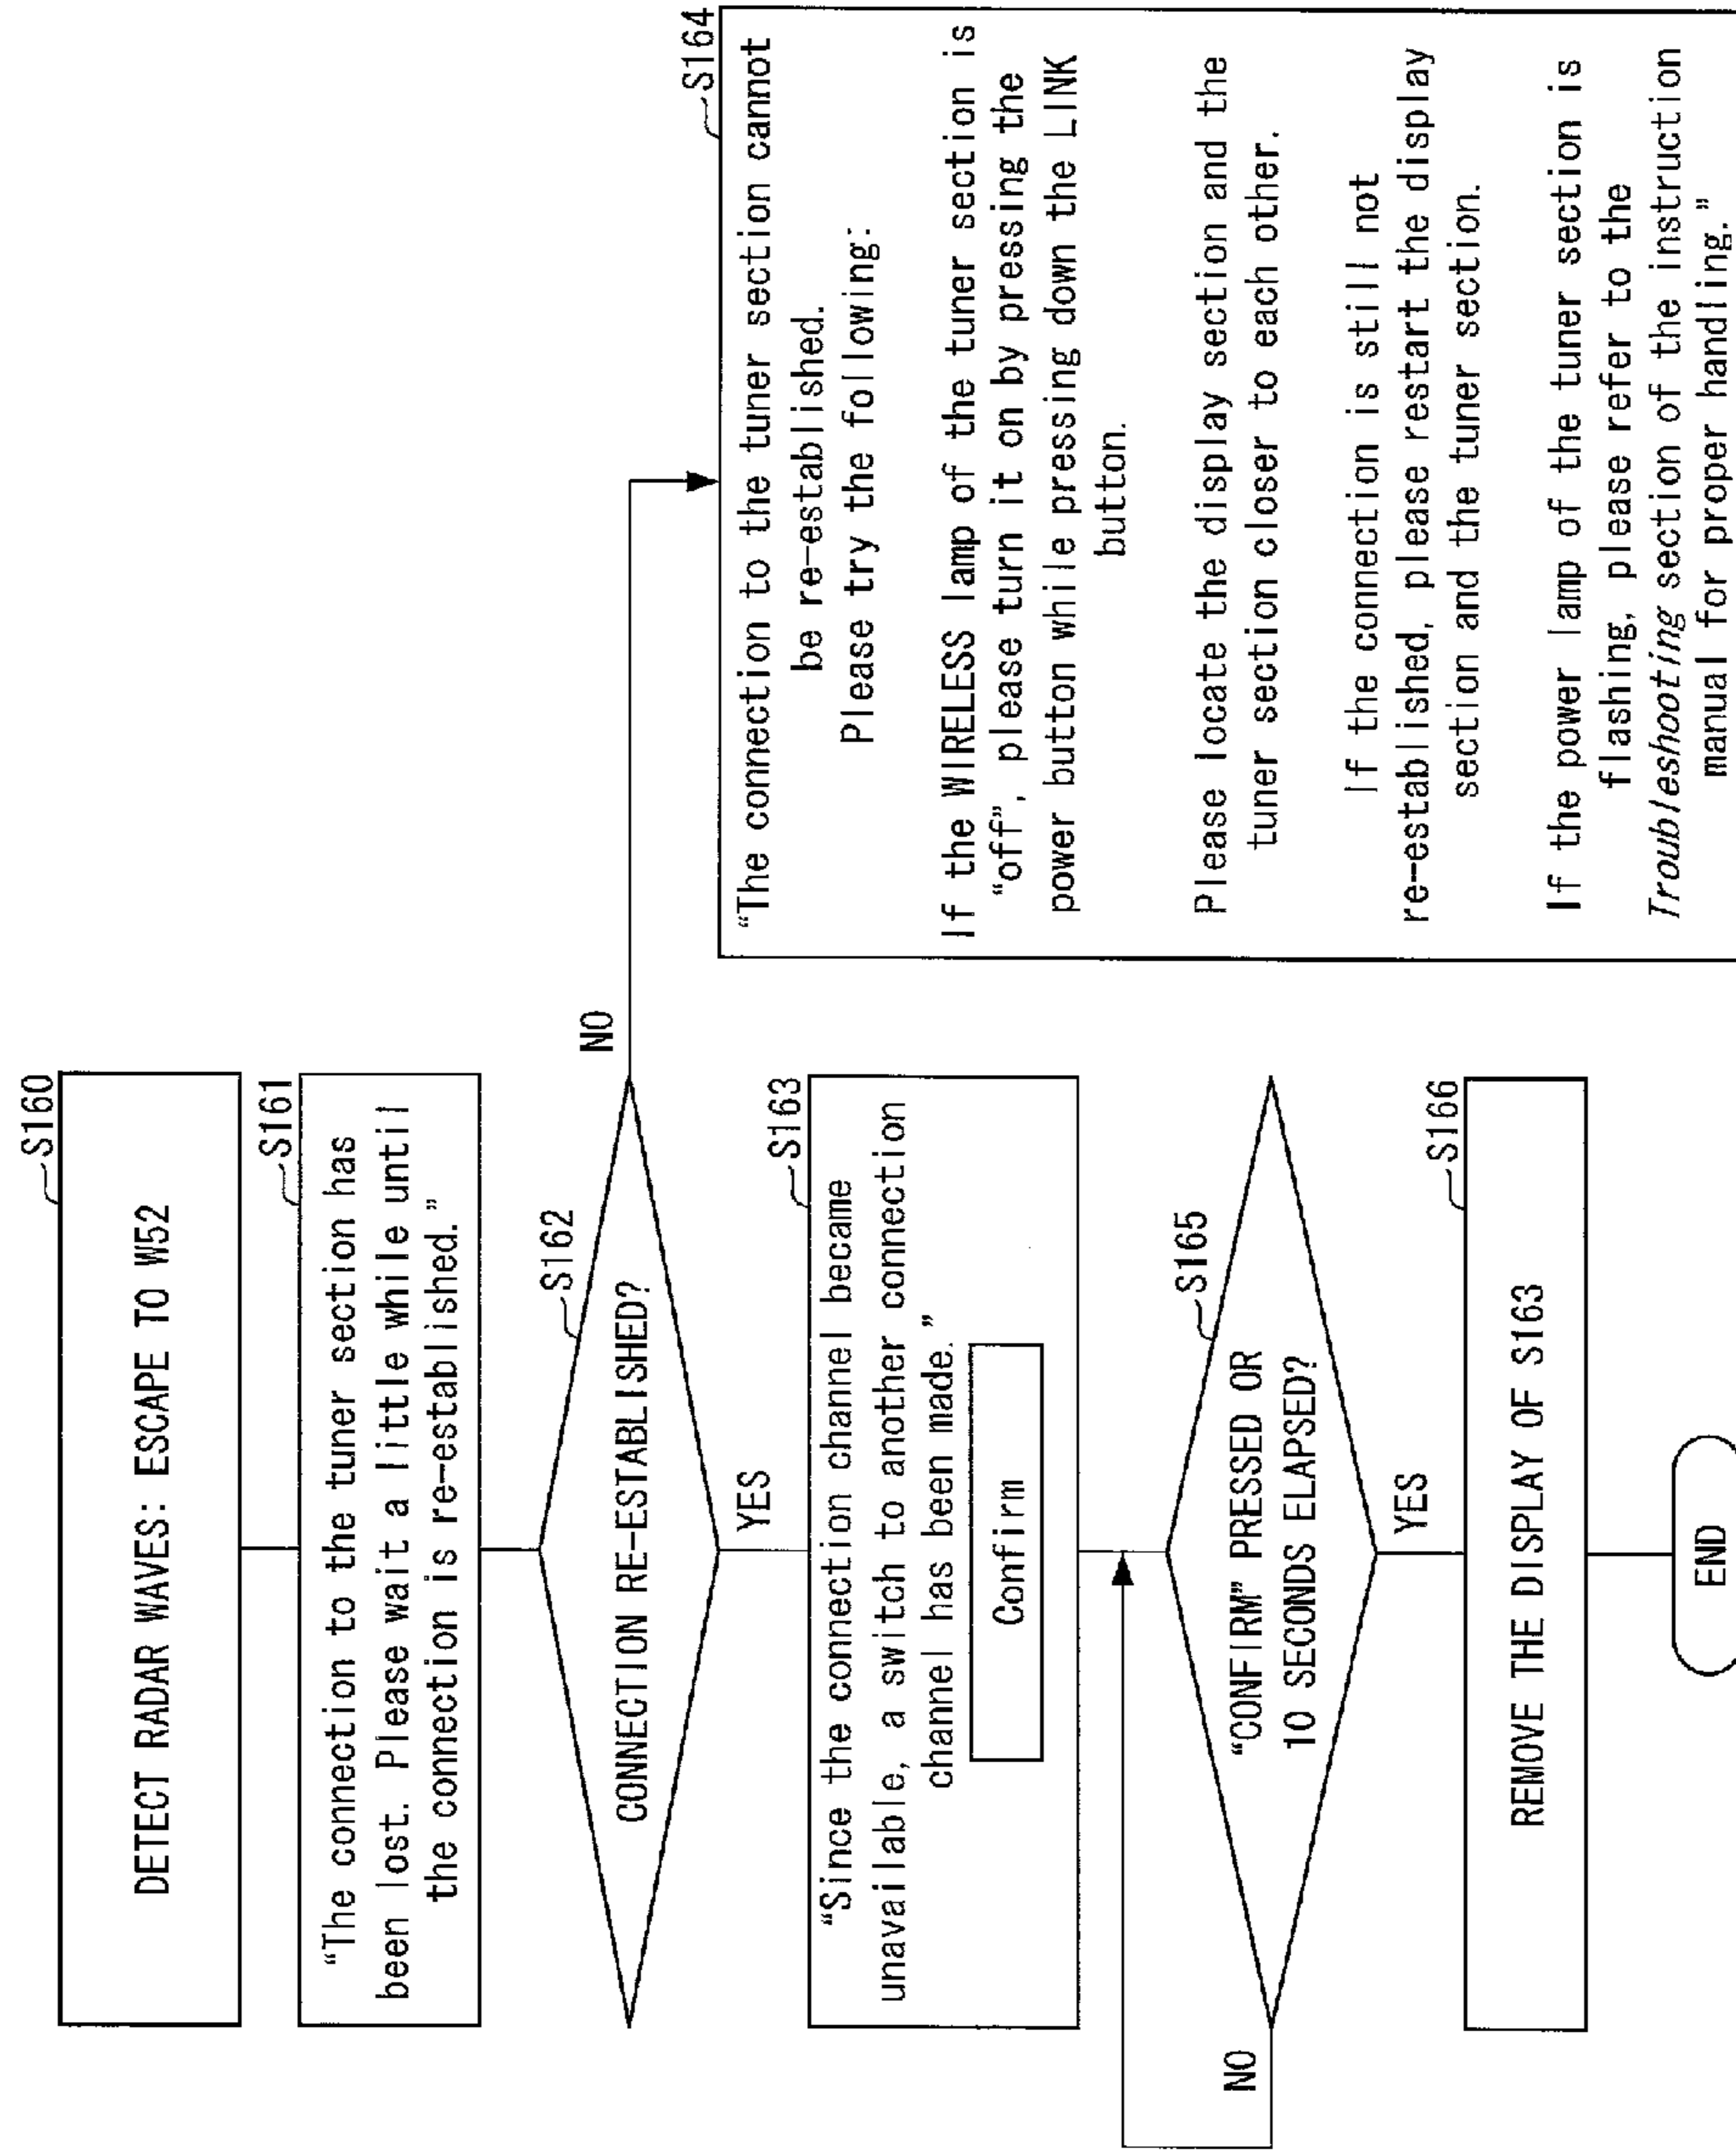 S160
DETECT RADAR WAVES: ESCAPE TO W52
S161
“The connection to the tuner section has
been lost. Please wait a little while until
the connection is re-established.”
S162
CONNECTION RE-ESTABLISHED?
NO
YES
S163
“Since the connection channel became
unavailable, a switch to another connection
channel has been made.”
Confirm
S164
“The connection to the tuner section cannot
be re-established.
Please try the following:
If the WIRELESS lamp of the tuner section is
“off”, please turn it on by pressing the
power button while pressing down the LINK
button.
Please locate the display section and the
tuner section closer to each other.
If the connection is still not
re-established, please restart the display
section and the tuner section.
If the power lamp of the tuner section is
flashing, please refer to the
Troubleshooting section of the instruction
manual for proper handling.”
S165
“CONFIRM” PRESSED OR
10 SECONDS ELAPSED?
NO
YES
S166
REMOVE THE DISPLAY OF S163
END